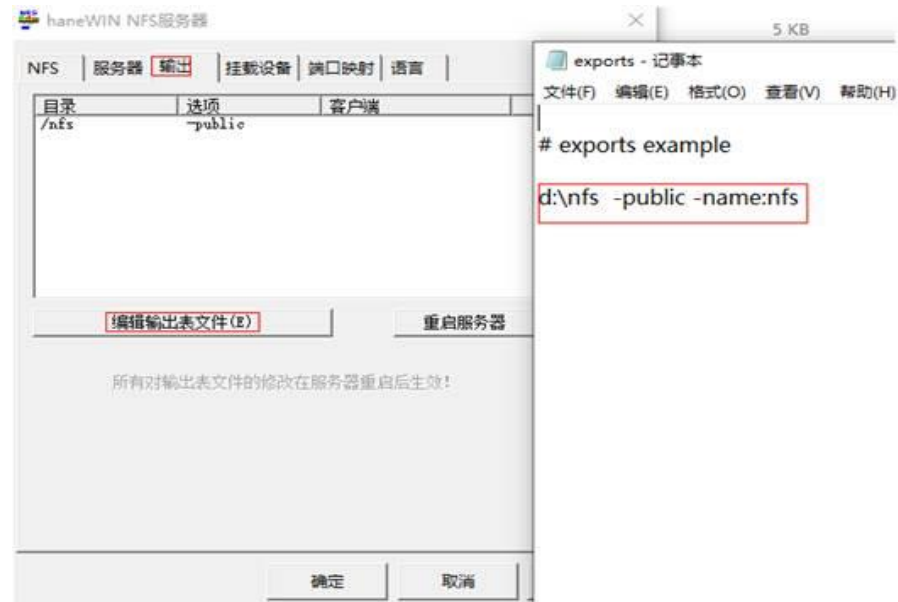 haneWIN NFS服务器
5 KB
NFS 服务器 输出 挂载设备 端口映射 语言
目录 选项 客户端
/nfs -public
编辑输出表文件(E) 重启服务器
所有对输出表文件的修改在服务器重启后生效!
确定 取消
exports - 记事本
文件(F) 编辑(E) 格式(O) 查看(V) 帮助(H)
# exports example
d:\nfs -public -name:nfs